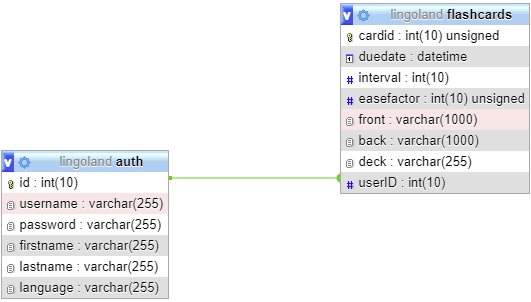 lingoland flashcards
cardid : int(10) unsigned
duedate : datetime
interval : int(10)
easefactor : int(10) unsigned
front : varchar(1000)
back : varchar(1000)
deck : varchar(255)
userID : int(10)
lingoland auth
id : int(10)
username : varchar(255)
password : varchar(255)
firstname : varchar(255)
lastname : varchar(255)
language : varchar(255)